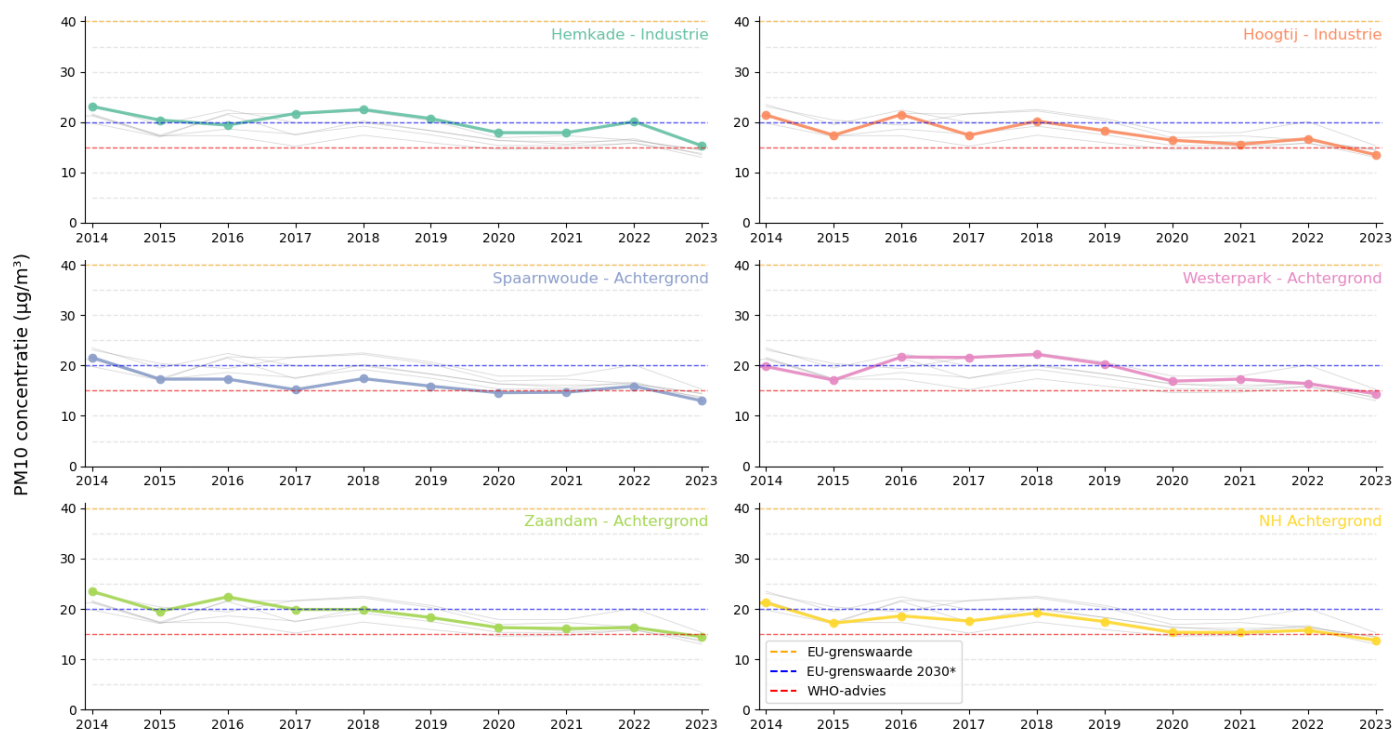 PM10 concentratie (µg/m³)
Hemkade - Industrie
40
30
20
10
0
2014 2015 2016 2017 2018 2019 2020 2021 2022 2023
Hoogtij - Industrie
40
30
20
10
0
2014 2015 2016 2017 2018 2019 2020 2021 2022 2023
Spaarnwoude - Achtergrond
40
30
20
10
0
2014 2015 2016 2017 2018 2019 2020 2021 2022 2023
Westerpark - Achtergrond
40
30
20
10
0
2014 2015 2016 2017 2018 2019 2020 2021 2022 2023
Zaandam - Achtergrond
40
30
20
10
0
2014 2015 2016 2017 2018 2019 2020 2021 2022 2023
NH Achtergrond
40
30
20
10
0
EU-grenswaarde
EU-grenswaarde 2030*
WHO-advies
2014 2015 2016 2017 2018 2019 2020 2021 2022 2023